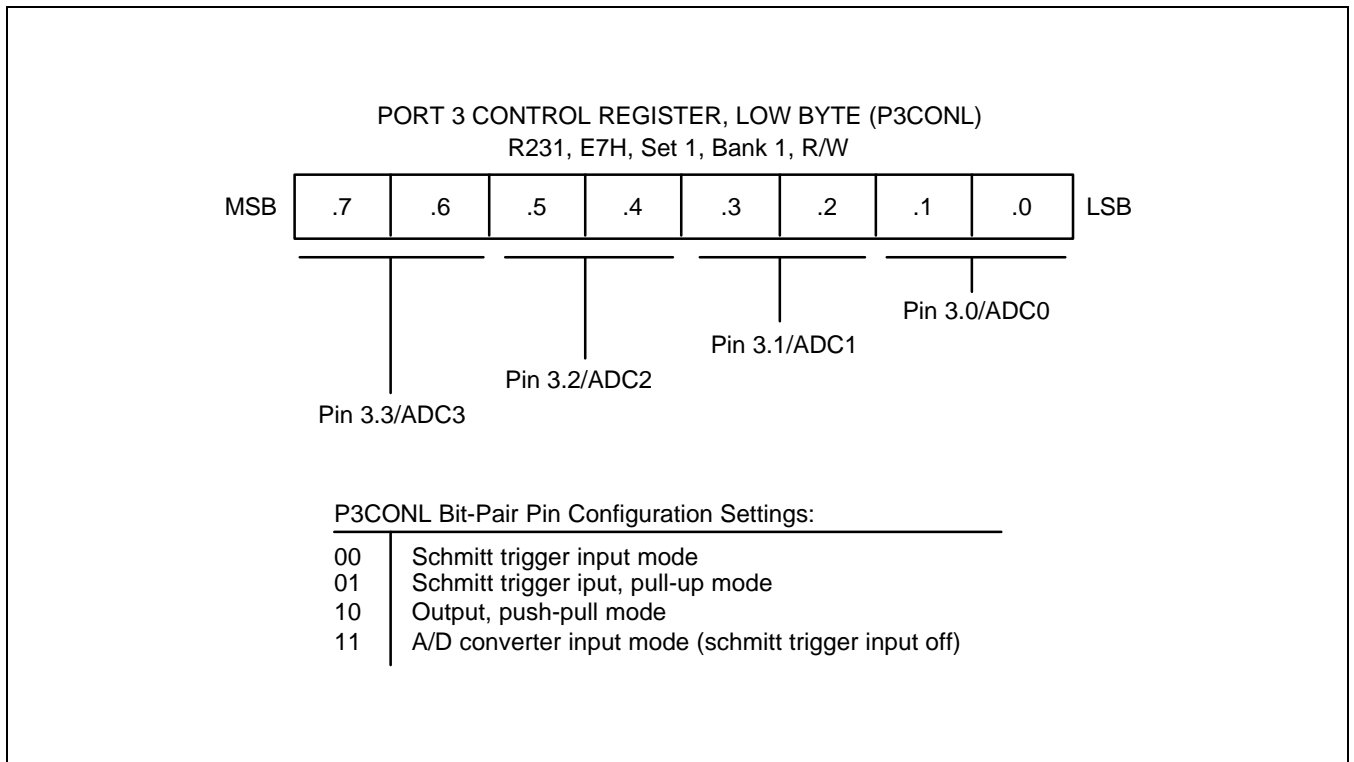 PORT 3 CONTROL REGISTER, LOW BYTE (P3CONL)
R231, E7H, Set 1, Bank 1, R/W
MSB .7 .6 .5 .4 .3 .2 .1 .0 LSB
Pin 3.0/ADC0
Pin 3.1/ADC1
Pin 3.2/ADC2
Pin 3.3/ADC3
P3CONL Bit-Pair Pin Configuration Settings:
00 Schmitt trigger input mode
01 Schmitt trigger iput, pull-up mode
10 Output, push-pull mode
11 A/D converter input mode (schmitt trigger input off)